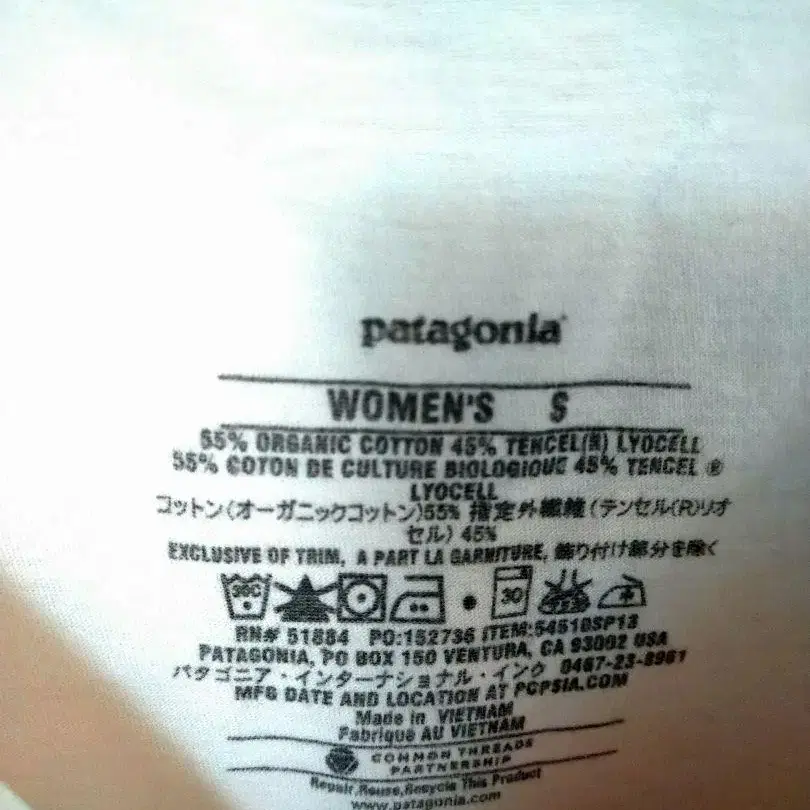 patagonia
WOMEN'S S
55% ORGANIC COTTON 45% TENCEL(R) LYOCELL
55% COTON DE CULTURE BIOLOGIQUE 45% TENCEL ®
LYOCELL
コットン(オーガニックコットン)55% 指定外繊維 (テンセル(R)リオ
セル) 45%
EXCLUSIVE OF TRIM, A PART LA GARNITURE, 飾り付け部分を除く
30C
30
RN# 51884 PO:152736 ITEM:54510SP13
PATAGONIA, PO BOX 150 VENTURA, CA 93002 USA
パタゴニア・インターナショナル・インク 0467-23-8961
MFG DATE AND LOCATION AT PCPSIA.COM
Made in VIETNAM
Fabriqué AU VIETNAM
COMMON THREADS
PARTNERSHIP
Repair, Reuse, Recycle This Product
www.patagonia.com